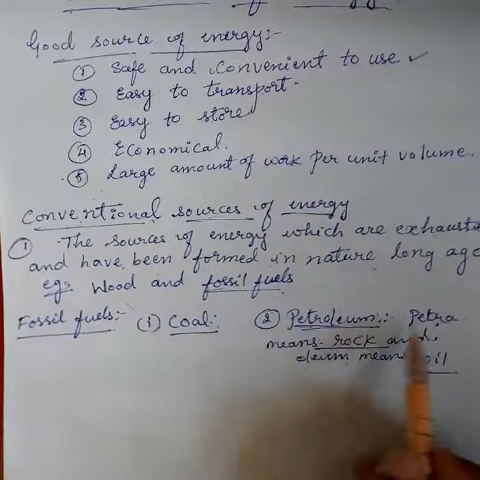 Good source of energy:-
① Safe and convenient to use ✓
② Easy to transport.
③ Easy to store
④ Economical.
⑤ Large amount of work per unit volume.
Conventional sources of energy
① The sources of energy which are
and have been formed in nature long
eg:- Wood and fossil fuels
Fossil fuels:- (1) Coal: ② Petroleum:- Petra
means- rock and
oleum means oil